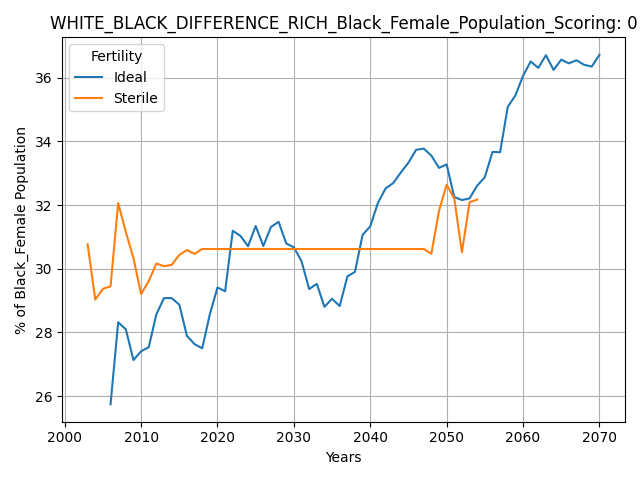 WHITE_BLACK_DIFFERENCE_RICH_Black_Female_Population_Scoring: 0
Fertility
Ideal
Sterile
% of Black_Female Population
36
34
32
30
28
26
2000 2010 2020 2030 2040 2050 2060 2070
Years